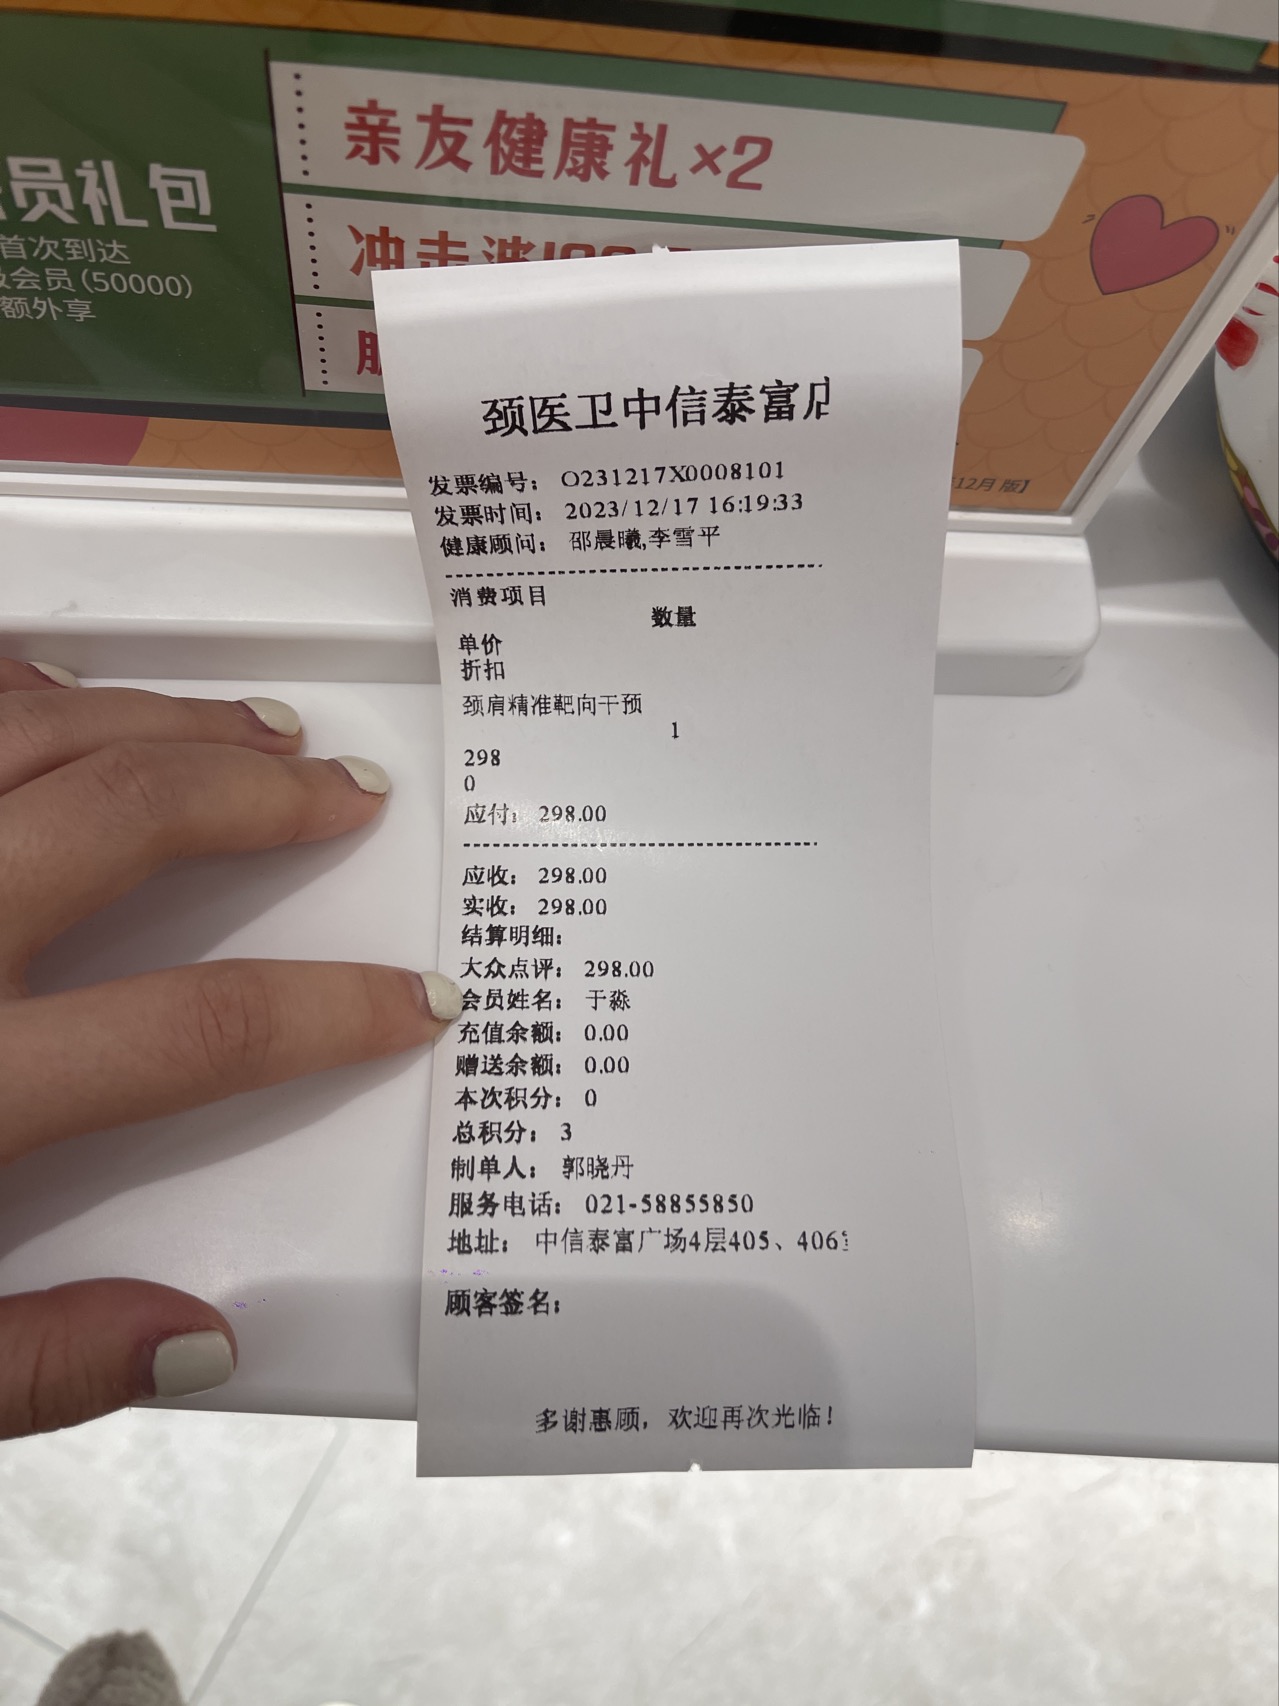 亲友健康礼×2
员礼包
首次到达
会员(50000)
额外享
冲击波
12月 版】
颈医卫中信泰富店
发票编号： O231217X0008101
发票时间： 2023/12/17 16:19:33
健康顾问： 邵晨曦,李雪平
消费项目
数量
单价
折扣
颈肩精准靶向干预
1
298
0
应付： 298.00
应收： 298.00
实收： 298.00
结算明细：
大众点评： 298.00
会员姓名： 于淼
充值余额： 0.00
赠送余额： 0.00
本次积分： 0
总积分： 3
制单人： 郭晓丹
服务电话： 021-58855850
地址： 中信泰富广场4层405、406
顾客签名：
多谢惠顾，欢迎再次光临！